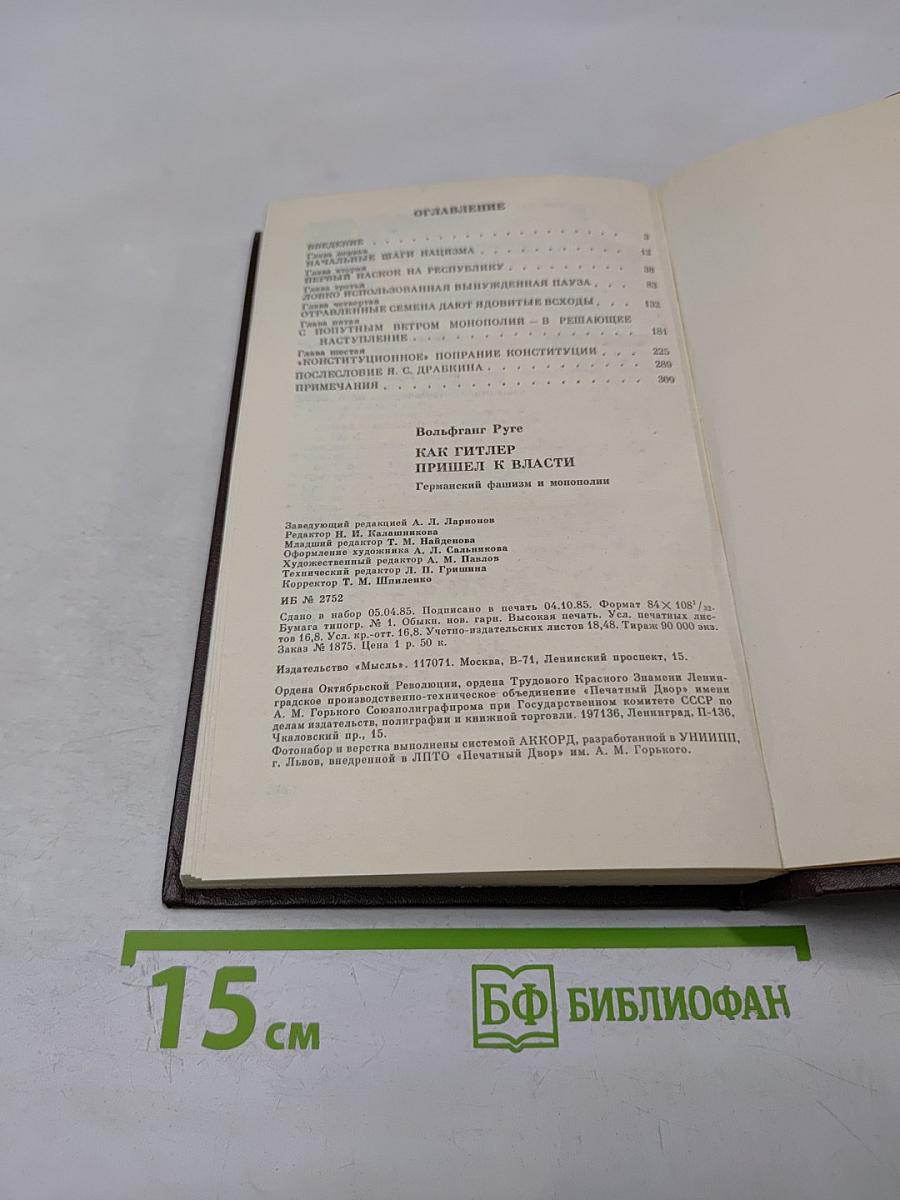 ОГЛАВЛЕНИЕ
ВВЕДЕНИЕ . . . . . . . . . . . . . . . . . . 3
Глава первая
НАЧАЛЬНЫЕ ШАГИ НАЦИЗМА . . . . . . . . . . 12
Глава вторая
ПЕРВЫЙ НАСКОК НА РЕСПУБЛИКУ . . . . . . . . 38
Глава третья
ЛОВКО ИСПОЛЬЗОВАННАЯ ВЫНУЖДЕННАЯ ПАУЗА . . . 83
Глава четвертая
ОТРАВЛЕННЫЕ СЕМЕНА ДАЮТ ЯДОВИТЫЕ ВСХОДЫ . . . 132
Глава пятая
С ПОПУТНЫМ ВЕТРОМ МОНОПОЛИЙ — В РЕШАЮЩЕЕ
НАСТУПЛЕНИЕ . . . . . . . . . . . . . . . 181
Глава шестая
«КОНСТИТУЦИОННОЕ» ПОПРАНИЕ КОНСТИТУЦИИ . . . 225
ПОСЛЕСЛОВИЕ Я. С. ДРАБКИНА . . . . . . . . . . 289
ПРИМЕЧАНИЯ . . . . . . . . . . . . . . . . . 309
Вольфганг Руге
КАК ГИТЛЕР
ПРИШЕЛ К ВЛАСТИ
Германский фашизм и монополии
Заведующий редакцией А. Л. Ларионов
Редактор Н. И. Калашникова
Младший редактор Т. М. Найденова
Оформление художника А. Л. Сальникова
Художественный редактор А. М. Павлов
Технический редактор Л. П. Гришина
Корректор Т. М. Шпиленко
ИБ № 2752
Сдано в набор 05.04.85. Подписано в печать 04.10.85. Формат 84×108¹/₃₂.
Бумага типогр. № 1. Обыкн. нов. гарн. Высокая печать. Усл. печатных лис-
тов 16,8. Усл. кр.-отт. 16,8. Учетно-издательских листов 18,48. Тираж 90 000 экз.
Заказ № 1875. Цена 1 р. 50 к.
Издательство «Мысль». 117071. Москва, В-71, Ленинский проспект, 15.
Ордена Октябрьской Революции, ордена Трудового Красного Знамени Ленин-
градское производственно-техническое объединение «Печатный Двор» имени
А. М. Горького Союзполиграфпрома при Государственном комитете СССР по
делам издательств, полиграфии и книжной торговли. 197136, Ленинград, П-136,
Чкаловский пр., 15.
Фотонабор и верстка выполнены системой АККОРД, разработанной в УНИИПП,
г. Львов, внедренной в ЛПТО «Печатный Двор» им. А. М. Горького.
15 см
БФ БИБЛИОФАН